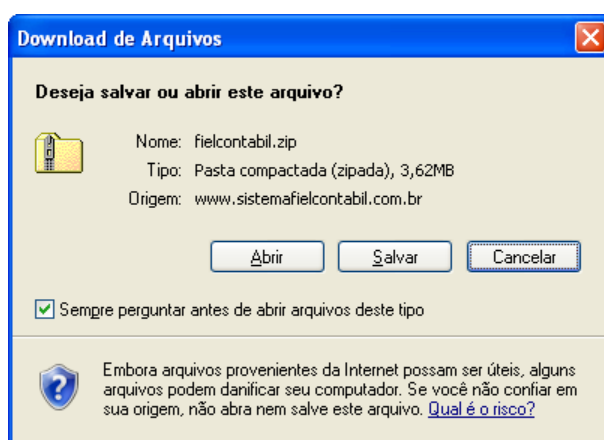 Download de Arquivos
Deseja salvar ou abrir este arquivo?
Nome: fielcontabil.zip
Tipo: Pasta compactada (zipada), 3,62MB
Origem: www.sistemafielcontabil.com.br
Abrir Salvar Cancelar
Sempre perguntar antes de abrir arquivos deste tipo
Embora arquivos provenientes da Internet possam ser úteis, alguns
arquivos podem danificar seu computador. Se você não confiar em
sua origem, não abra nem salve este arquivo. Qual é o risco?